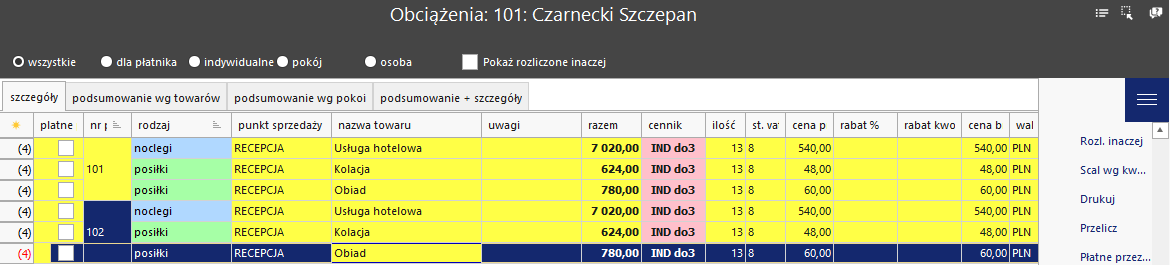 Obciążenia: 101: Czarnecki Szczepan
wszystkie dla płatnika indywidualne pokój osoba Pokaż rozliczone inaczej
szczegóły podsumowanie wg towarów podsumowanie wg pokoi podsumowanie + szczegóły
płatne nr p rodzaj punkt sprzedaży nazwa towaru uwagi razem cennik ilość st. vat cena p rabat % rabat kwo cena b wal
(4) noclegi RECEPCJA Usługa hotelowa 7 020,00 IND do3 13 8 540,00 540,00 PLN
(4) 101 posiłki RECEPCJA Kolacja 624,00 IND do3 13 8 48,00 48,00 PLN
(4) posiłki RECEPCJA Obiad 780,00 IND do3 13 8 60,00 60,00 PLN
(4) noclegi RECEPCJA Usługa hotelowa 7 020,00 IND do3 13 8 540,00 540,00 PLN
(4) 102 posiłki RECEPCJA Kolacja 624,00 IND do3 13 8 48,00 48,00 PLN
(4) posiłki RECEPCJA Obiad 780,00 IND do3 13 8 60,00 60,00 PLN
Rozl. inaczej
Scal wg kw...
Drukuj
Przelicz
Płatne przez...